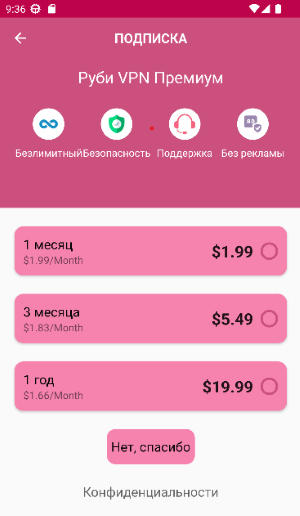 9:36
ПОДПИСКА
Руби VPN Премиум
Безлимитный Безопасность Поддержка Без рекламы
1 месяц
$1.99/Month
$1.99
3 месяца
$1.83/Month
$5.49
1 год
$1.66/Month
$19.99
Нет, спасибо
Конфиденциальности